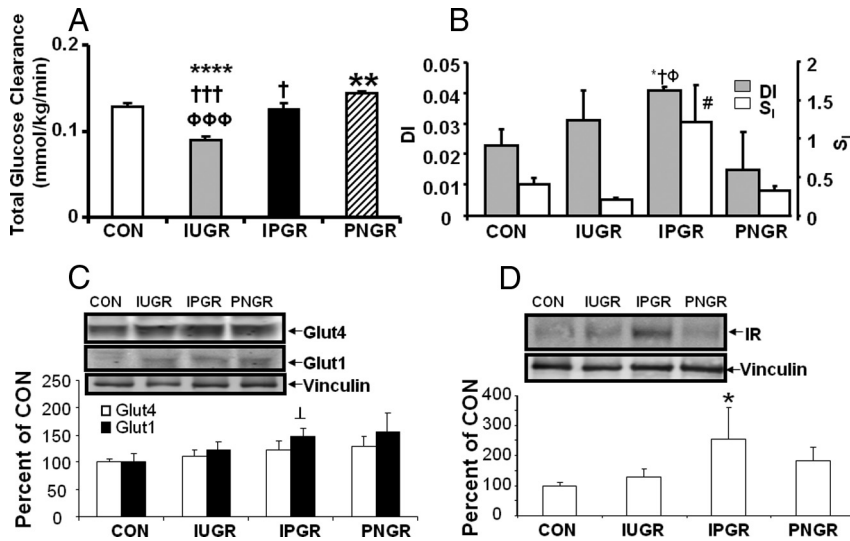 A
Total Glucose Clearance
(mmol/kg/min)
0.2
0.1
0
****
†††
ΦΦΦ
†
**
CON IUGR IPGR PNGR
B
DI
0.05
0.04
0.03
0.02
0.01
0
*†Φ
#
DI
SI
2
1.5
1
0.5
0
SI
CON IUGR IPGR PNGR
C
CON IUGR IPGR PNGR
Glut4
Glut1
Vinculin
Percent of CON
250
200
150
100
50
0
Glut4
Glut1
⊥
CON IUGR IPGR PNGR
D
CON IUGR IPGR PNGR
IR
Vinculin
Percent of CON
400
300
200
100
0
*
CON IUGR IPGR PNGR